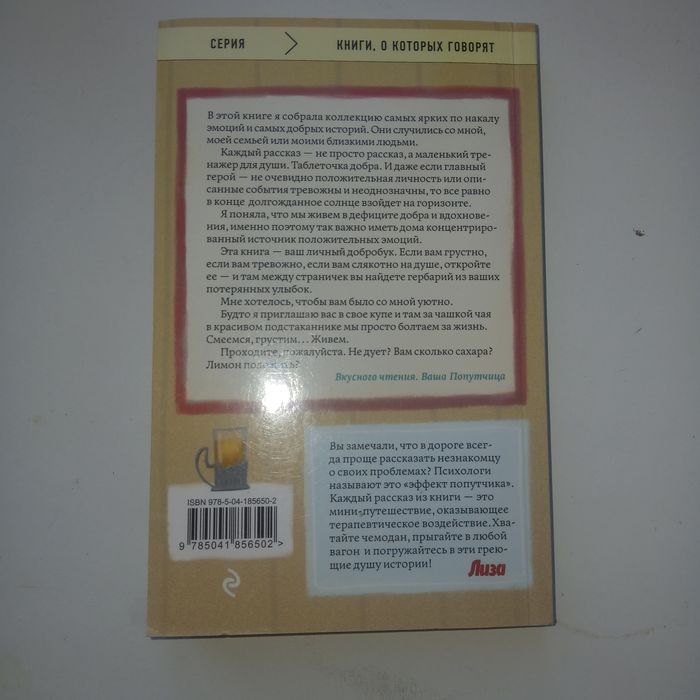 СЕРИЯ > КНИГИ, О КОТОРЫХ ГОВОРЯТ
В этой книге я собрала коллекцию самых ярких по накалу
эмоций и самых добрых историй. Они случились со мной,
моей семьей или моими близкими людьми.
Каждый рассказ — не просто рассказ, а маленький тре-
нажер для души. Таблеточка добра. И даже если главный
герой — не очевидно положительная личность или опи-
санные события тревожны и неоднозначны, то все равно
в конце долгожданное солнце взойдет на горизонте.
Я поняла, что мы живем в дефиците добра и вдохнове-
ния, именно поэтому так важно иметь дома концентриро-
ванный источник положительных эмоций.
Эта книга — ваш личный добробук. Если вам грустно,
если вам тревожно, если вам слякотно на душе, откройте
ее — и там между страничек вы найдете гербарий из ваших
потерянных улыбок.
Мне хотелось, чтобы вам было со мной уютно.
Будто я приглашаю вас в свое купе и там за чашкой чая
в красивом подстаканнике мы просто болтаем за жизнь.
Смеемся, грустим... Живем.
Проходите, пожалуйста. Не дует? Вам сколько сахара?
Лимон положить?
Вкусного чтения. Ваша Попутчица
Вы замечали, что в дороге всег-
да проще рассказать незнакомцу
о своих проблемах? Психологи
называют это «эффект попутчика».
Каждый рассказ из книги — это
мини-путешествие, оказывающее
терапевтическое воздействие. Хва-
тайте чемодан, прыгайте в любой
вагон и погружайтесь в эти грею-
щие душу истории!
Лиза
ISBN 978-5-04-185650-2
9 785041 856502 >